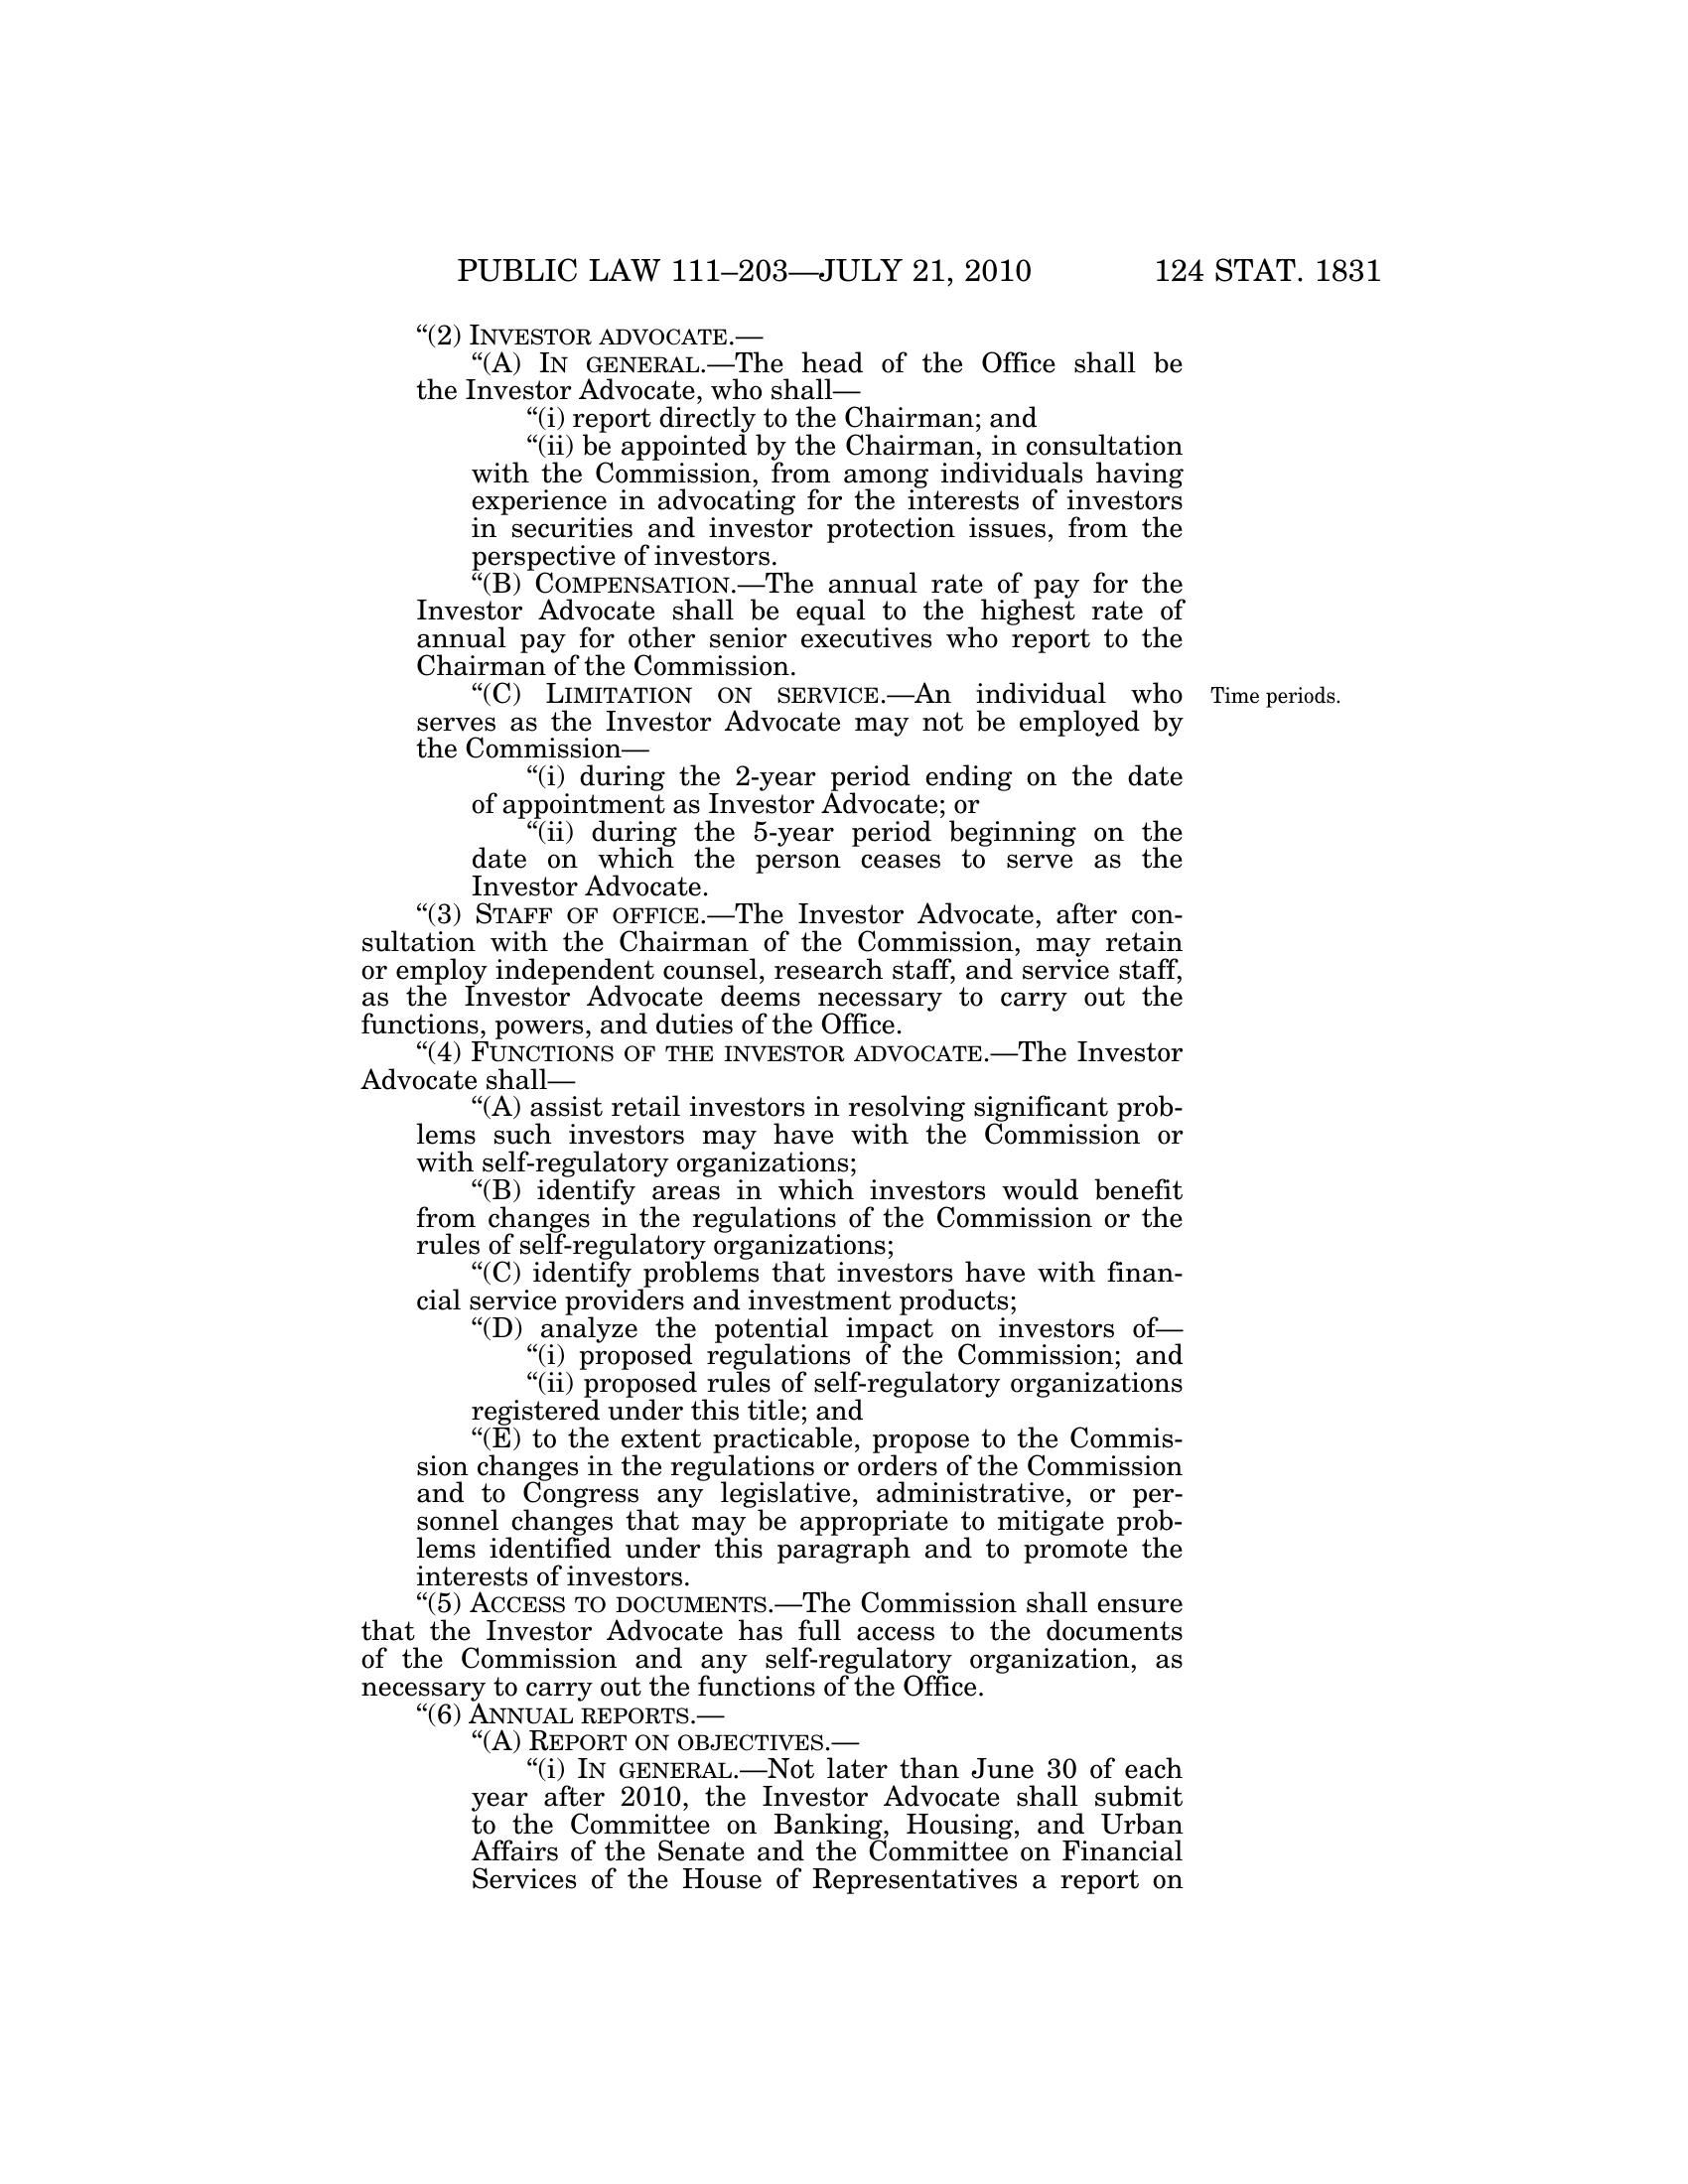 PUBLIC LAW 111–203—JULY 21, 2010 124 STAT. 1831
“(2) INVESTOR ADVOCATE.—
“(A) IN GENERAL.—The head of the Office shall be
the Investor Advocate, who shall—
“(i) report directly to the Chairman; and
“(ii) be appointed by the Chairman, in consultation
with the Commission, from among individuals having
experience in advocating for the interests of investors
in securities and investor protection issues, from the
perspective of investors.
“(B) COMPENSATION.—The annual rate of pay for the
Investor Advocate shall be equal to the highest rate of
annual pay for other senior executives who report to the
Chairman of the Commission.
“(C) LIMITATION ON SERVICE.—An individual who
Time periods.
serves as the Investor Advocate may not be employed by
the Commission—
“(i) during the 2-year period ending on the date
of appointment as Investor Advocate; or
“(ii) during the 5-year period beginning on the
date on which the person ceases to serve as the
Investor Advocate.
“(3) STAFF OF OFFICE.—The Investor Advocate, after con-
sultation with the Chairman of the Commission, may retain
or employ independent counsel, research staff, and service staff,
as the Investor Advocate deems necessary to carry out the
functions, powers, and duties of the Office.
“(4) FUNCTIONS OF THE INVESTOR ADVOCATE.—The Investor
Advocate shall—
“(A) assist retail investors in resolving significant prob-
lems such investors may have with the Commission or
with self-regulatory organizations;
“(B) identify areas in which investors would benefit
from changes in the regulations of the Commission or the
rules of self-regulatory organizations;
“(C) identify problems that investors have with finan-
cial service providers and investment products;
“(D) analyze the potential impact on investors of—
“(i) proposed regulations of the Commission; and
“(ii) proposed rules of self-regulatory organizations
registered under this title; and
“(E) to the extent practicable, propose to the Commis-
sion changes in the regulations or orders of the Commission
and to Congress any legislative, administrative, or per-
sonnel changes that may be appropriate to mitigate prob-
lems identified under this paragraph and to promote the
interests of investors.
“(5) ACCESS TO DOCUMENTS.—The Commission shall ensure
that the Investor Advocate has full access to the documents
of the Commission and any self-regulatory organization, as
necessary to carry out the functions of the Office.
“(6) ANNUAL REPORTS.—
“(A) REPORT ON OBJECTIVES.—
“(i) IN GENERAL.—Not later than June 30 of each
year after 2010, the Investor Advocate shall submit
to the Committee on Banking, Housing, and Urban
Affairs of the Senate and the Committee on Financial
Services of the House of Representatives a report on